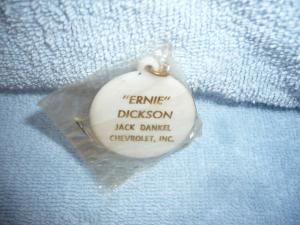 "ERNIE"
DICKSON
JACK DANKEL
CHEVROLET, INC.